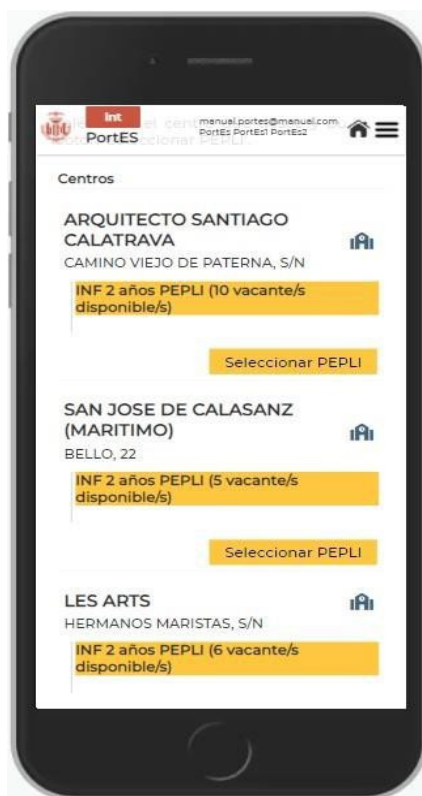 Int
PortES
manual.portes@manual.com
PortEs PortEs1 PortEs2
Centros
ARQUITECTO SANTIAGO
CALATRAVA
CAMINO VIEJO DE PATERNA, S/N
INF 2 años PEPLI (10 vacante/s
disponible/s)
Seleccionar PEPLI
SAN JOSE DE CALASANZ
(MARITIMO)
BELLO, 22
INF 2 años PEPLI (5 vacante/s
disponible/s)
Seleccionar PEPLI
LES ARTS
HERMANOS MARISTAS, S/N
INF 2 años PEPLI (6 vacante/s
disponible/s)